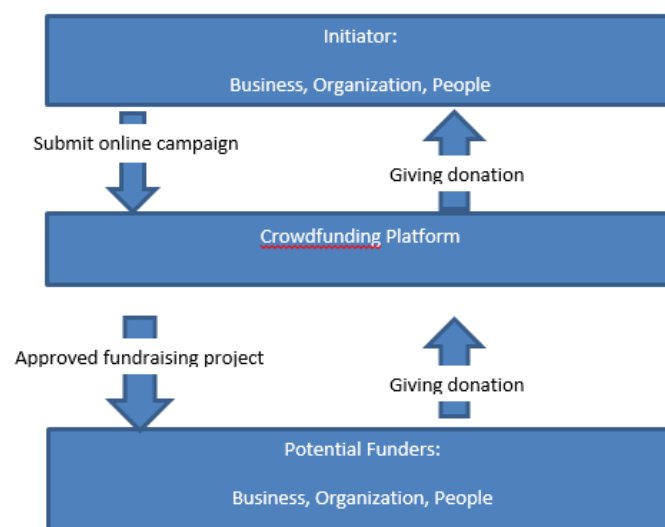 Initiator:
Business, Organization, People
Submit online campaign
Giving donation
Crowdfunding Platform
Approved fundraising project
Giving donation
Potential Funders:
Business, Organization, People